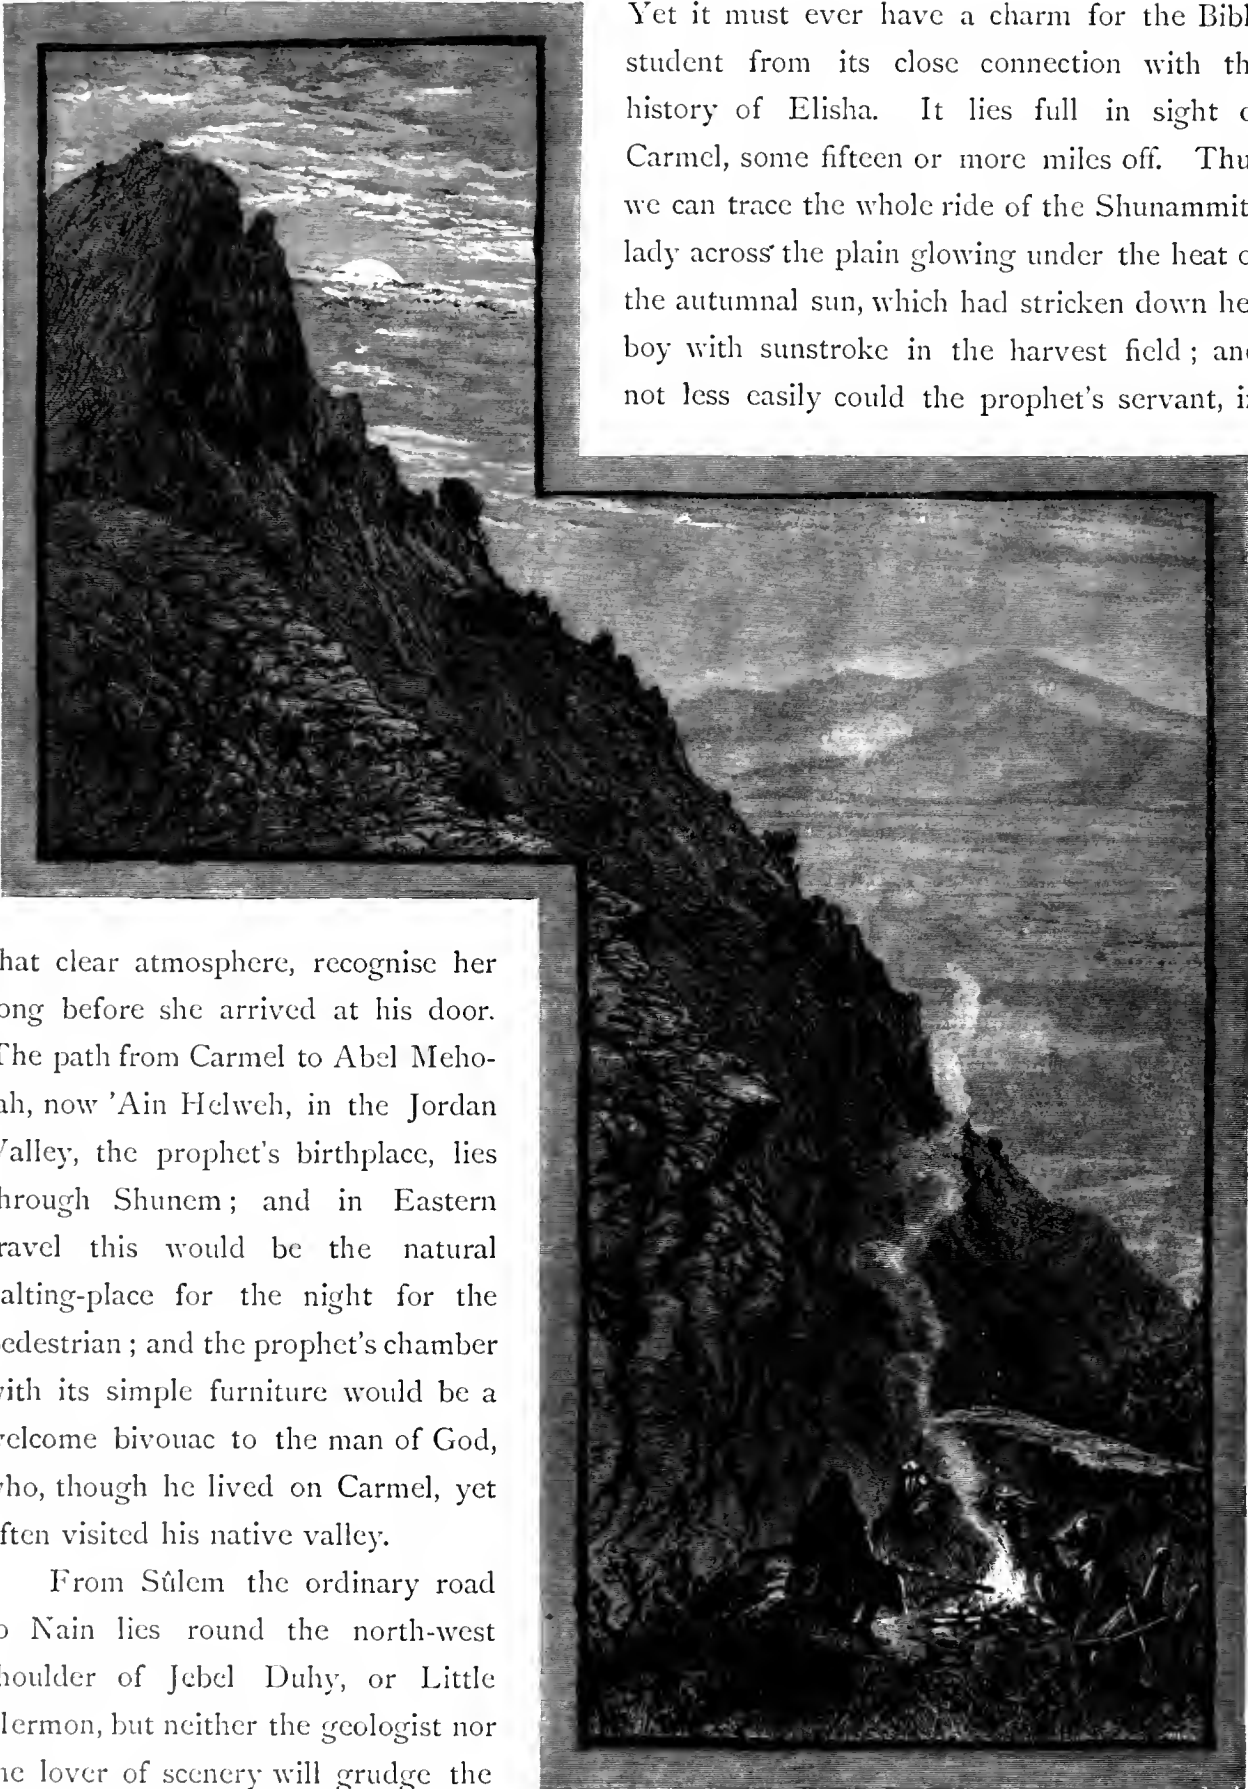 Yet it must ever have a charm for the Bibl
student from its close connection with th
history of Elisha. It lies full in sight o
Carmel, some fifteen or more miles off. Thu
we can trace the whole ride of the Shunammit
lady across the plain glowing under the heat o
the autumnal sun, which had stricken down he
boy with sunstroke in the harvest field ; and
not less easily could the prophet's servant, i
hat clear atmosphere, recognise her
ong before she arrived at his door.
The path from Carmel to Abel Meho-
ah, now 'Ain Helweh, in the Jordan
Valley, the prophet's birthplace, lies
hrough Shunem ; and in Eastern
ravel this would be the natural
alting-place for the night for the
edestrian ; and the prophet's chamber
ith its simple furniture would be a
elcome bivouac to the man of God,
ho, though he lived on Carmel, yet
ften visited his native valley.
From Sûlem the ordinary road
o Nain lies round the north-west
houlder of Jebel Duhy, or Little
Hermon, but neither the geologist nor
he lover of scenery will grudge the